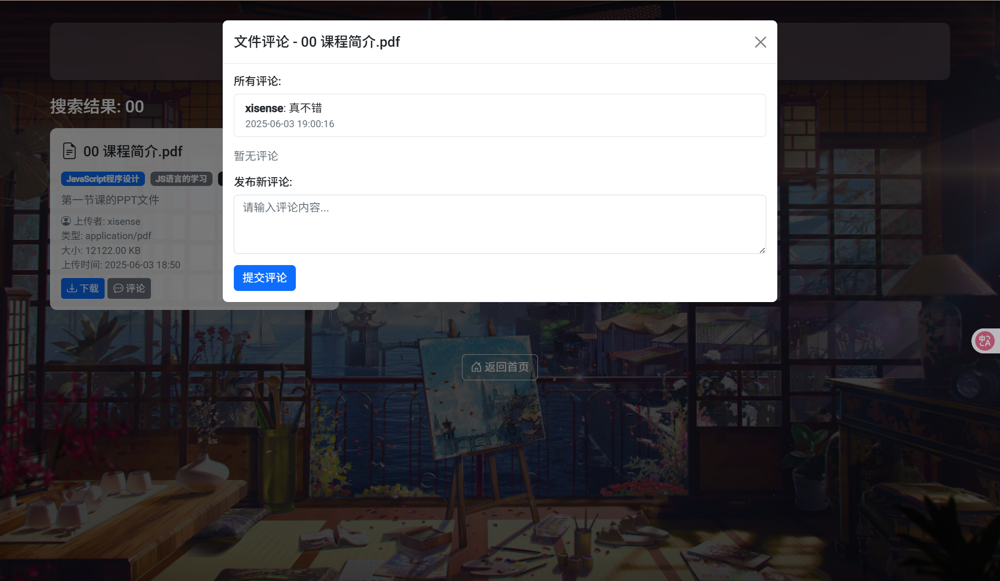 文件评论 - 00 课程简介.pdf
所有评论:
xisense: 真不错
2025-06-03 19:00:16
暂无评论
发布新评论:
请输入评论内容...
提交评论
搜索结果: 00
00 课程简介.pdf
JavaScript程序设计 JS语言的学习
第一节课的PPT文件
上传者: xisense
类型: application/pdf
大小: 12122.00 KB
上传时间: 2025-06-03 18:50
下载 评论
返回首页
中A